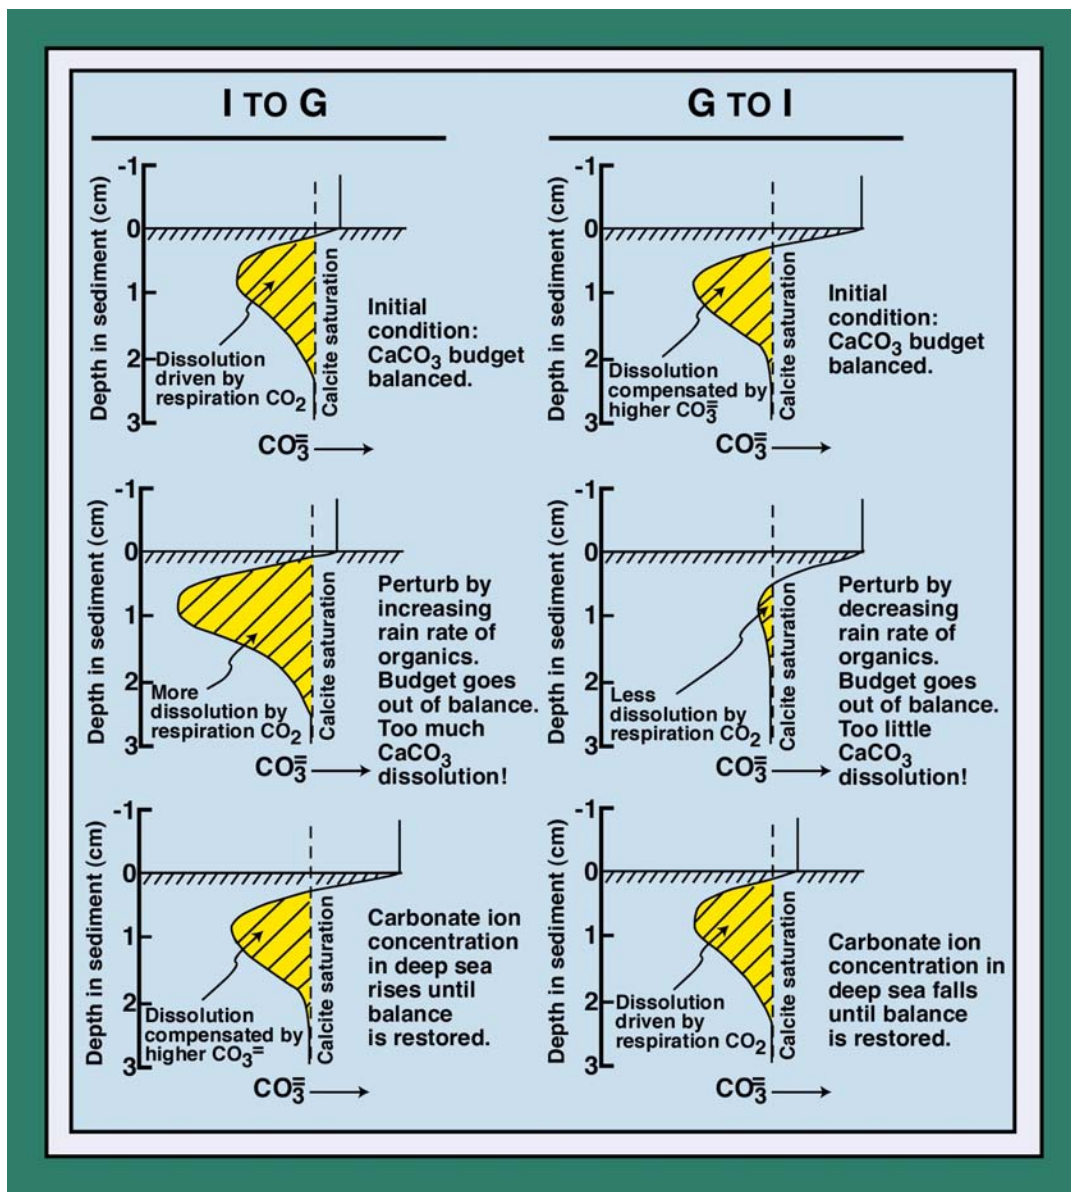 I TO G
-1
0
1
2
3
Depth in sediment (cm)
Calcite saturation
Dissolution
driven by
respiration CO2
Initial
condition:
CaCO3 budget
balanced.
CO3=
-1
0
1
2
3
Depth in sediment (cm)
Calcite saturation
More
dissolution by
respiration CO2
Perturb by
increasing
rain rate of
organics.
Budget goes
out of balance.
Too much
CaCO3
dissolution!
CO3=
-1
0
1
2
3
Depth in sediment (cm)
Calcite saturation
Dissolution
compensated by
higher CO3=
Carbonate ion
concentration
in deep sea
rises until
balance
is restored.
CO3=
G TO I
-1
0
1
2
3
Depth in sediment (cm)
Calcite saturation
Dissolution
compensated by
higher CO3=
Initial
condition:
CaCO3 budget
balanced.
CO3=
-1
0
1
2
3
Depth in sediment (cm)
Calcite saturation
Less
dissolution by
respiration CO2
Perturb by
decreasing
rain rate of
organics.
Budget goes
out of balance.
Too little
CaCO3
dissolution!
CO3=
-1
0
1
2
3
Depth in sediment (cm)
Calcite saturation
Dissolution
driven by
respiration CO2
Carbonate ion
concentration in
deep sea falls
until balance
is restored.
CO3=